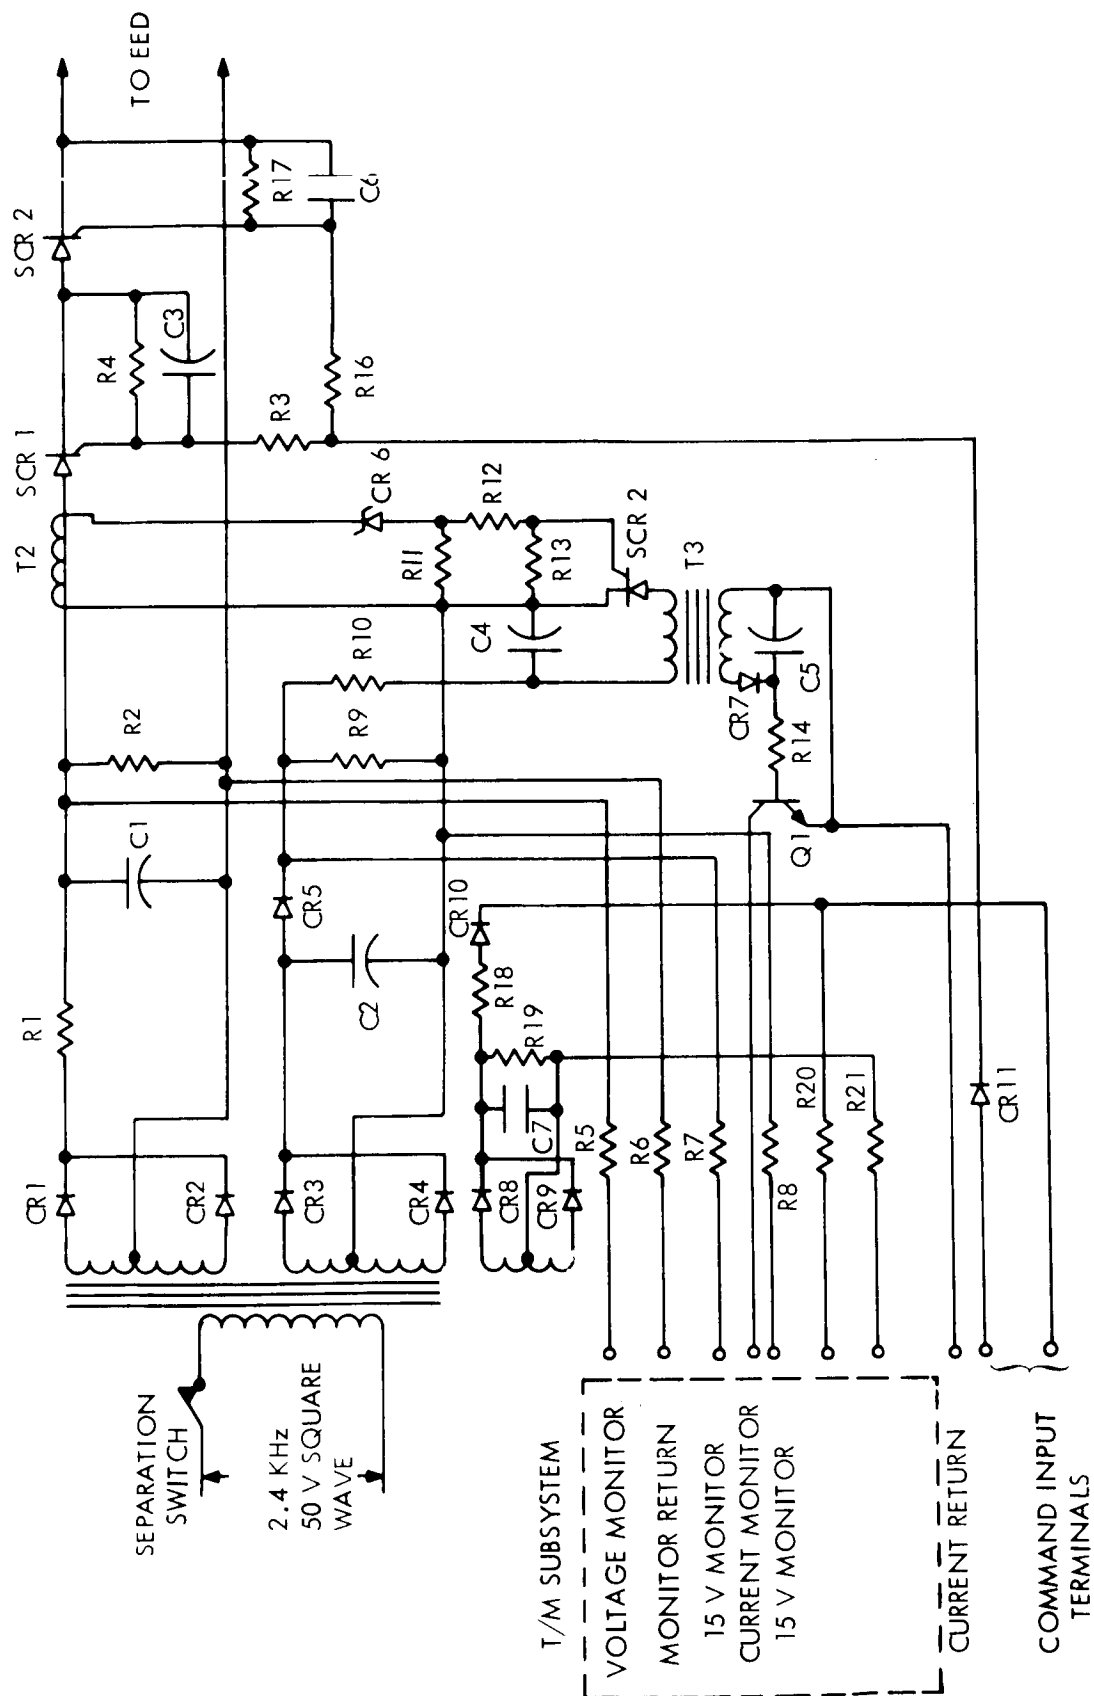 SEPARATION
SWITCH
2.4 KHz
50 V SQUARE
WAVE
CR1
CR2
CR3
CR4
CR8
CR9
R1
C1
R2
T2
SCR 1
R4
C3
SCR 2
TO EED
R17
C6
R16
R3
CR 6
R12
R11
R13
SCR 2
T3
R10
R9
C4
CR7
C5
R14
Q1
CR5
C2
CR10
R18
R19
C7
R5
R6
R7
R8
R20
R21
CR11
T/M SUBSYSTEM
VOLTAGE MONITOR
MONITOR RETURN
15 V MONITOR
CURRENT MONITOR
15 V MONITOR
CURRENT RETURN
COMMAND INPUT
TERMINALS